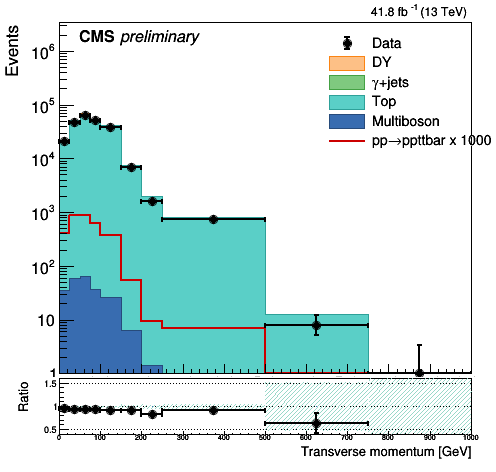 41.8 fb⁻¹ (13 TeV)
CMS preliminary
Events
10⁶
10⁵
10⁴
10³
10²
10
1
Data
DY
γ+jets
Top
Multiboson
pp→ppttbar x 1000
Ratio
1.5
1
0.5
0 100 200 300 400 500 600 700 800 900 1000
Transverse momentum [GeV]